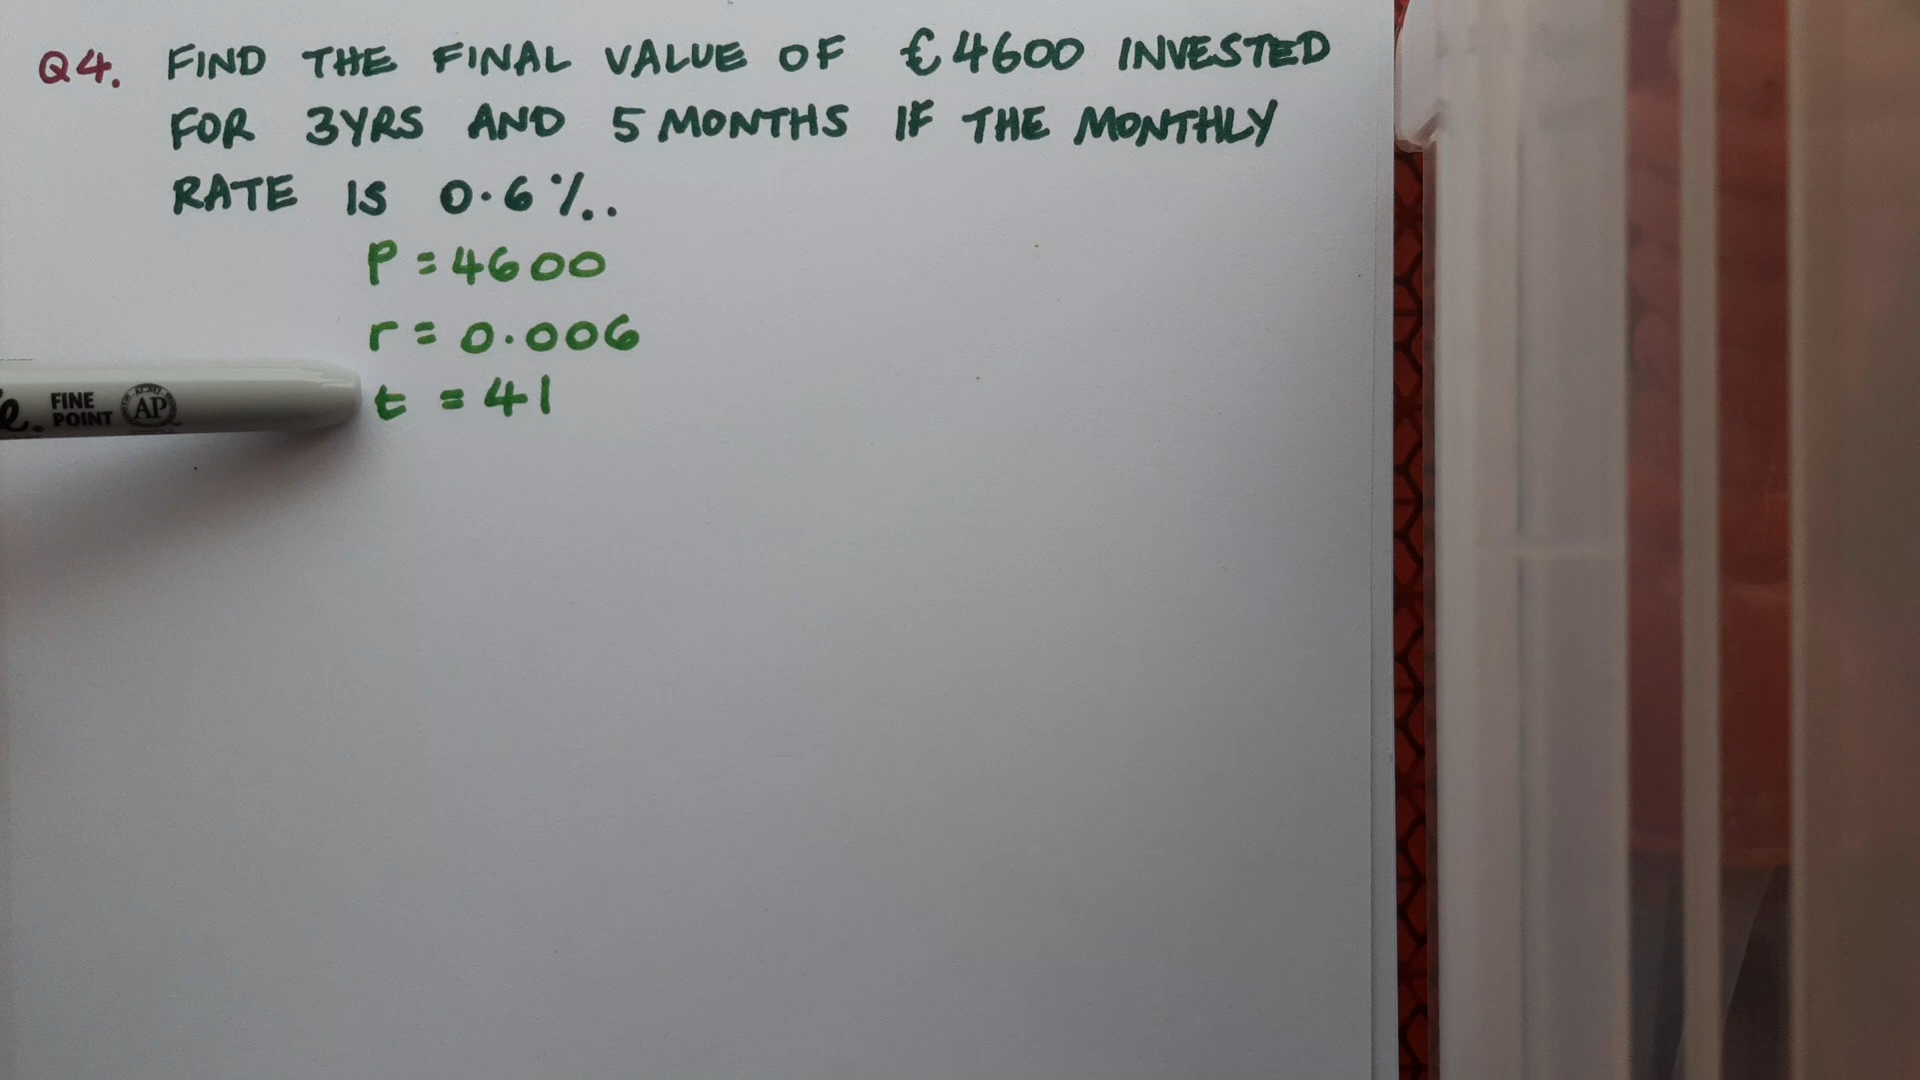 Q4. FIND THE FINAL VALUE OF €4600 INVESTED
FOR 3YRS AND 5 MONTHS IF THE MONTHLY
RATE IS 0.6%.
P = 4600
r = 0.006
t = 41
FINE
POINT
AP